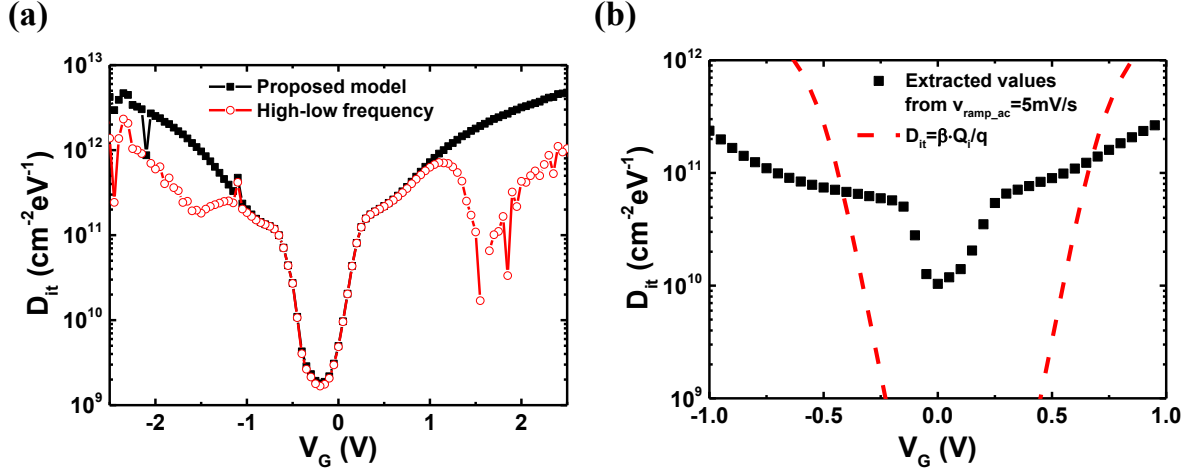 (a)
10^13
10^12
10^11
10^10
10^9
D_it (cm^-2eV^-1)
Proposed model
High-low frequency
-2
-1
0
1
2
V_G (V)
(b)
10^12
10^11
10^10
10^9
D_it (cm^-2eV^-1)
Extracted values
from v_ramp_ac=5mV/s
D_it=β·Q_i/q
-1.0
-0.5
0.0
0.5
1.0
V_G (V)